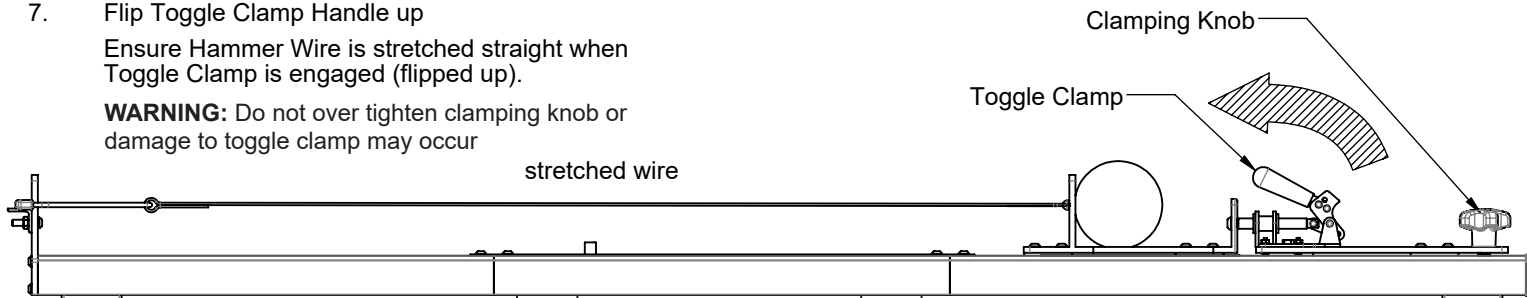 7. Flip Toggle Clamp Handle up
Ensure Hammer Wire is stretched straight when
Toggle Clamp is engaged (flipped up).
WARNING: Do not over tighten clamping knob or
damage to toggle clamp may occur
stretched wire
Clamping Knob
Toggle Clamp